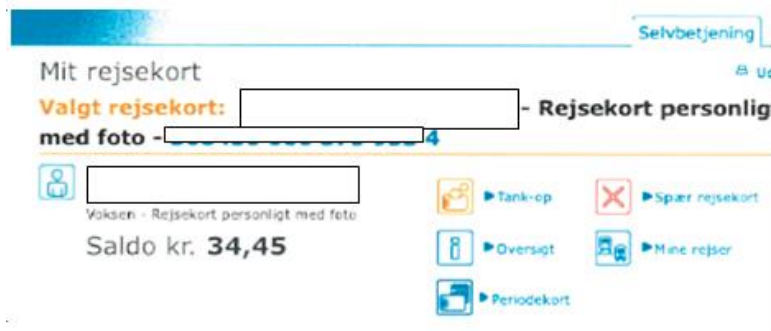 Selvbetjening
Mit rejsekort
Valgt rejsekort: - Rejsekort personlig
med foto - 4
Voksen - Rejsekort personligt med foto
Saldo kr. 34,45
Tank-op
Spær rejsekort
Oversigt
Mine rejser
Periodekort